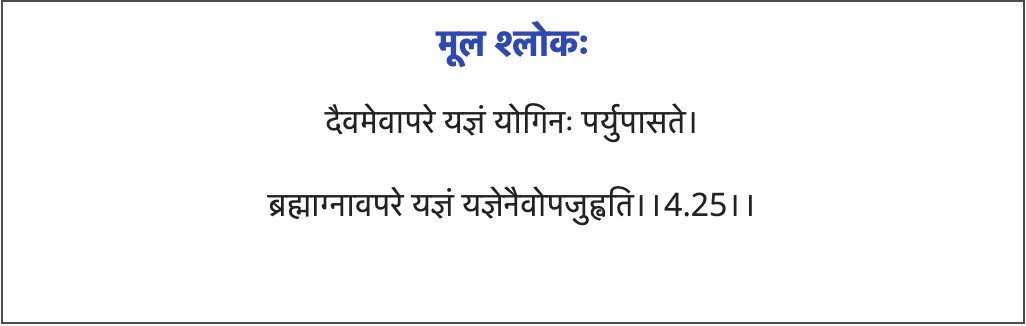 मूल श्लोकः
दैवमेवापरे यज्ञं योगिनः पर्युपासते।
ब्रह्माग्नावपरे यज्ञं यज्ञेनैवोपजुह्वति।।4.25।।